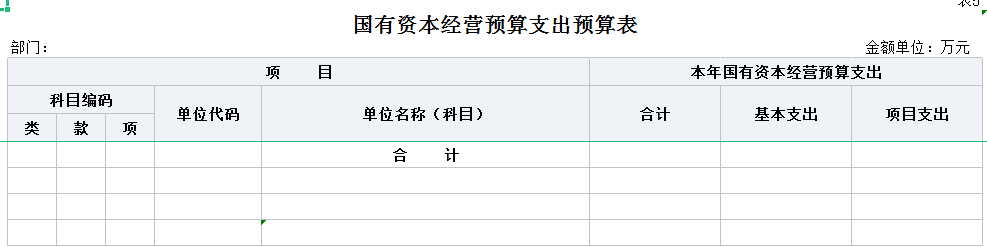 表5
国有资本经营预算支出预算表
部门： 金额单位：万元
项 目 本年国有资本经营预算支出
科目编码 单位代码 单位名称（科目） 合计 基本支出 项目支出
类 款 项
合 计